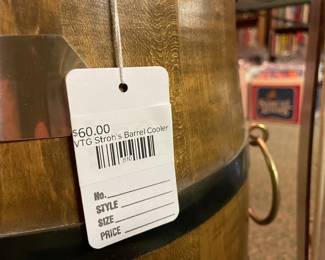 $60.00
VTG Stroh's Barrel Cooler
No.
STYLE
SIZE
PRICE